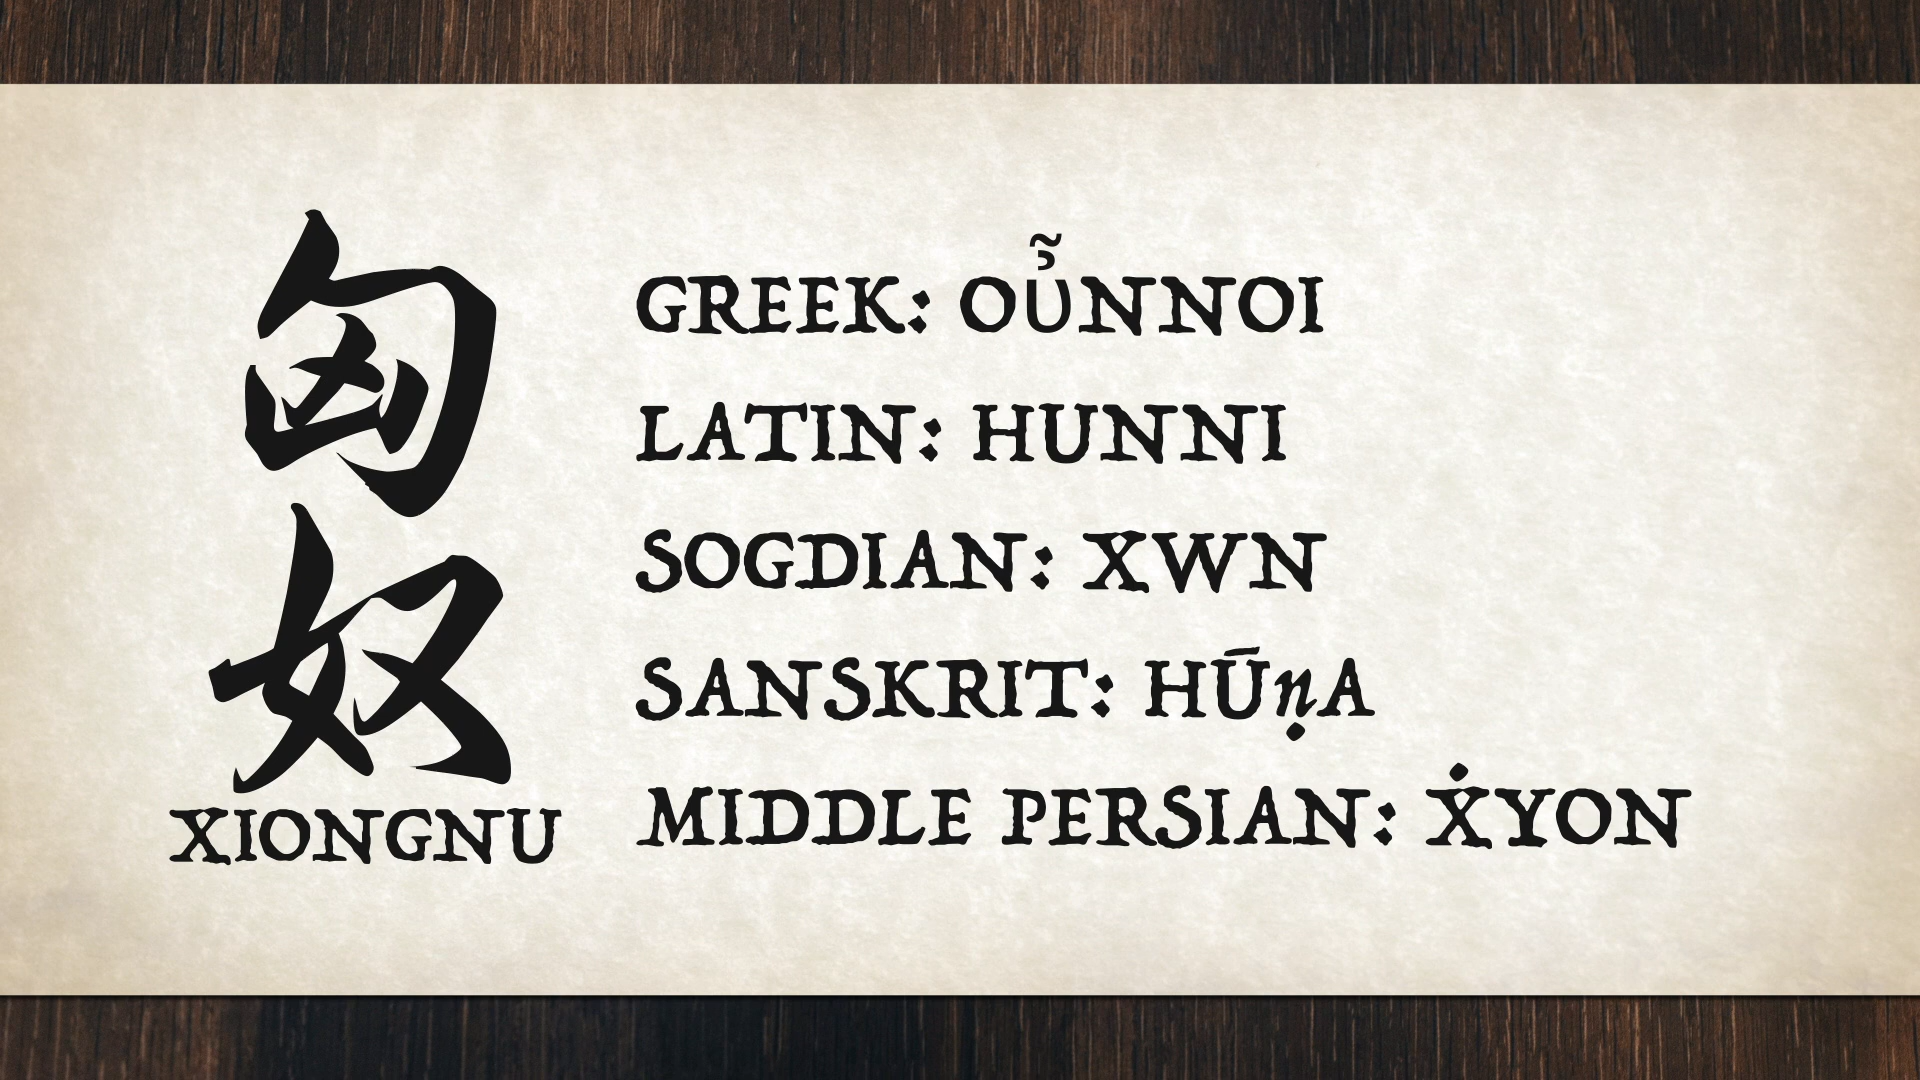 匈奴
XIONGNU
GREEK: OὖNNOI
LATIN: HUNNI
SOGDIAN: XWN
SANSKRIT: HŪṇA
MIDDLE PERSIAN: ẊYON